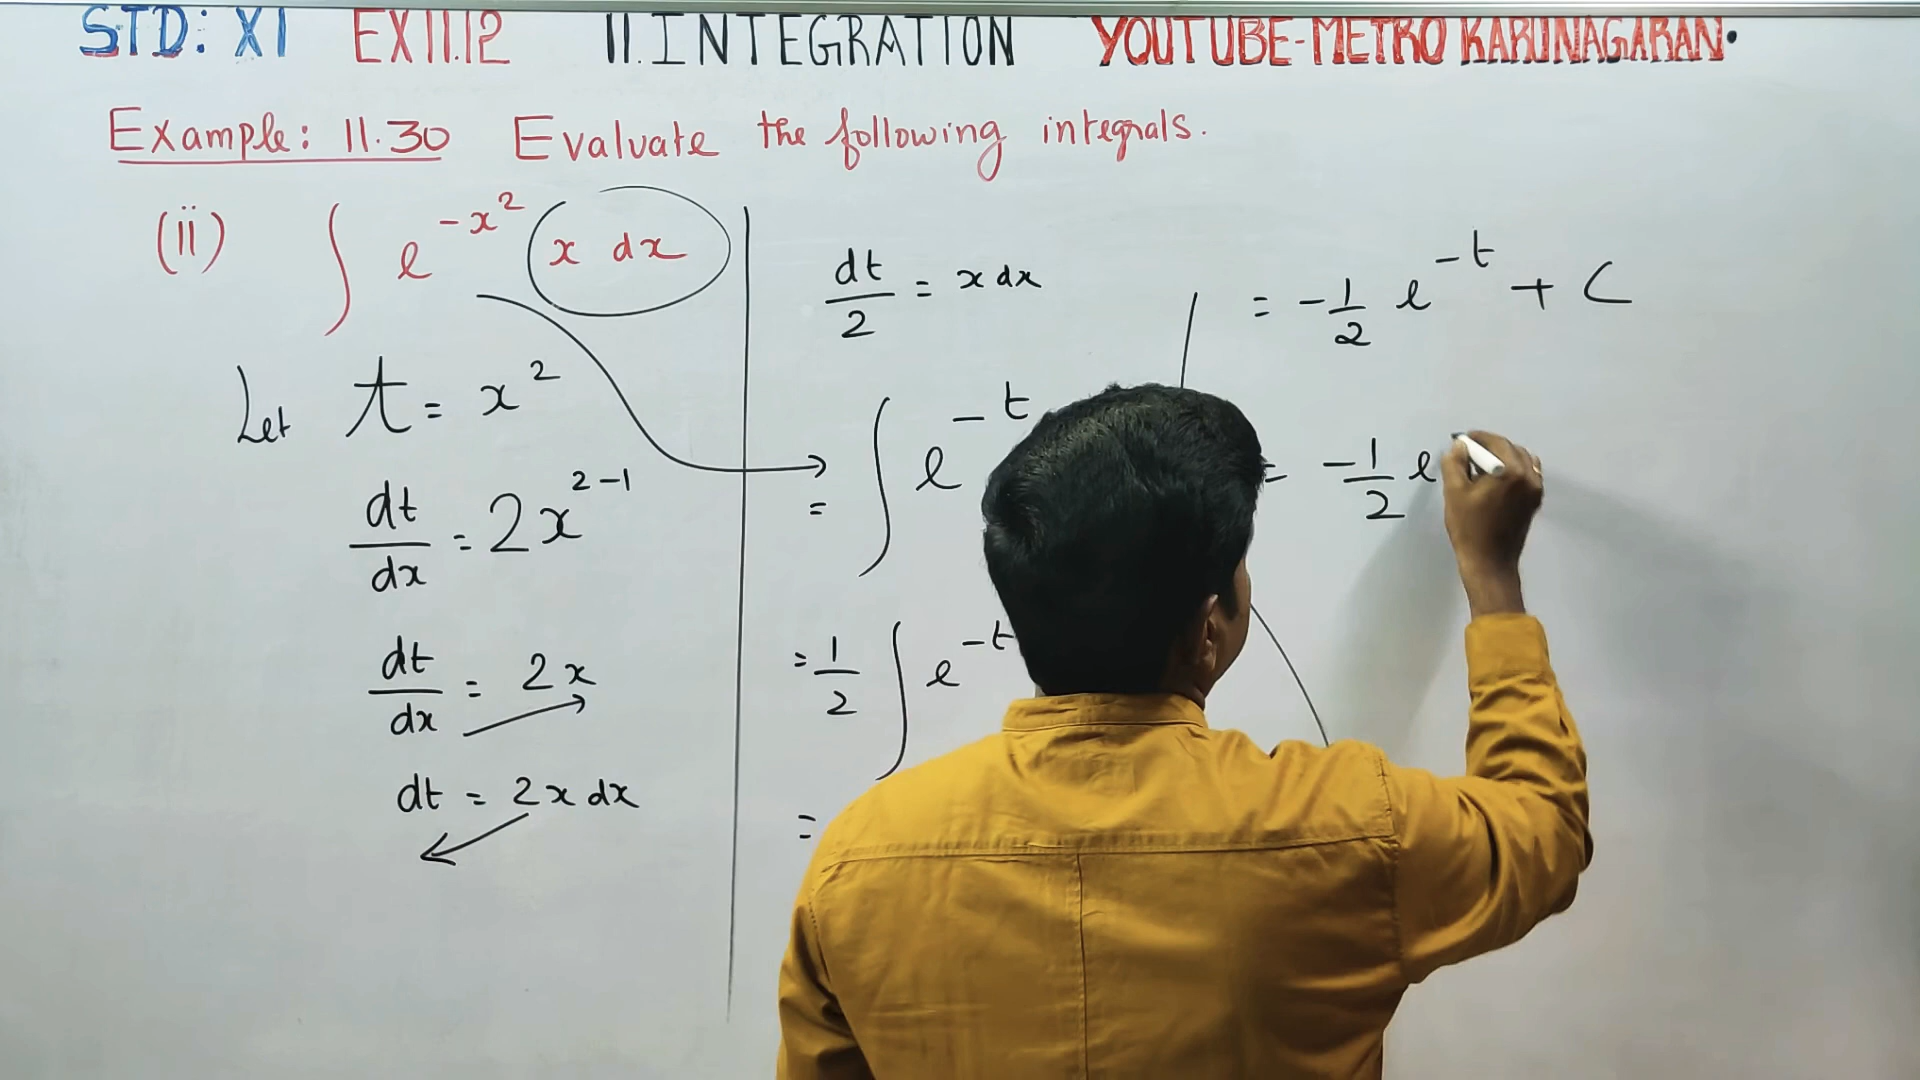 STD: XI EX11.12 11.INTEGRATION YOUTUBE-METRO KARUNAGARAN.
Example: 11.30 Evaluate the following integrals.
(ii) ∫ e^{-x^2} x dx
Let t = x^2
dt/dx = 2x^{2-1}
dt/dx = 2x
dt = 2x dx
dt/2 = x dx
= ∫ e^{-t}
= 1/2 ∫ e^{-t}
=
= -1/2 e^{-t} + C
= -1/2 e